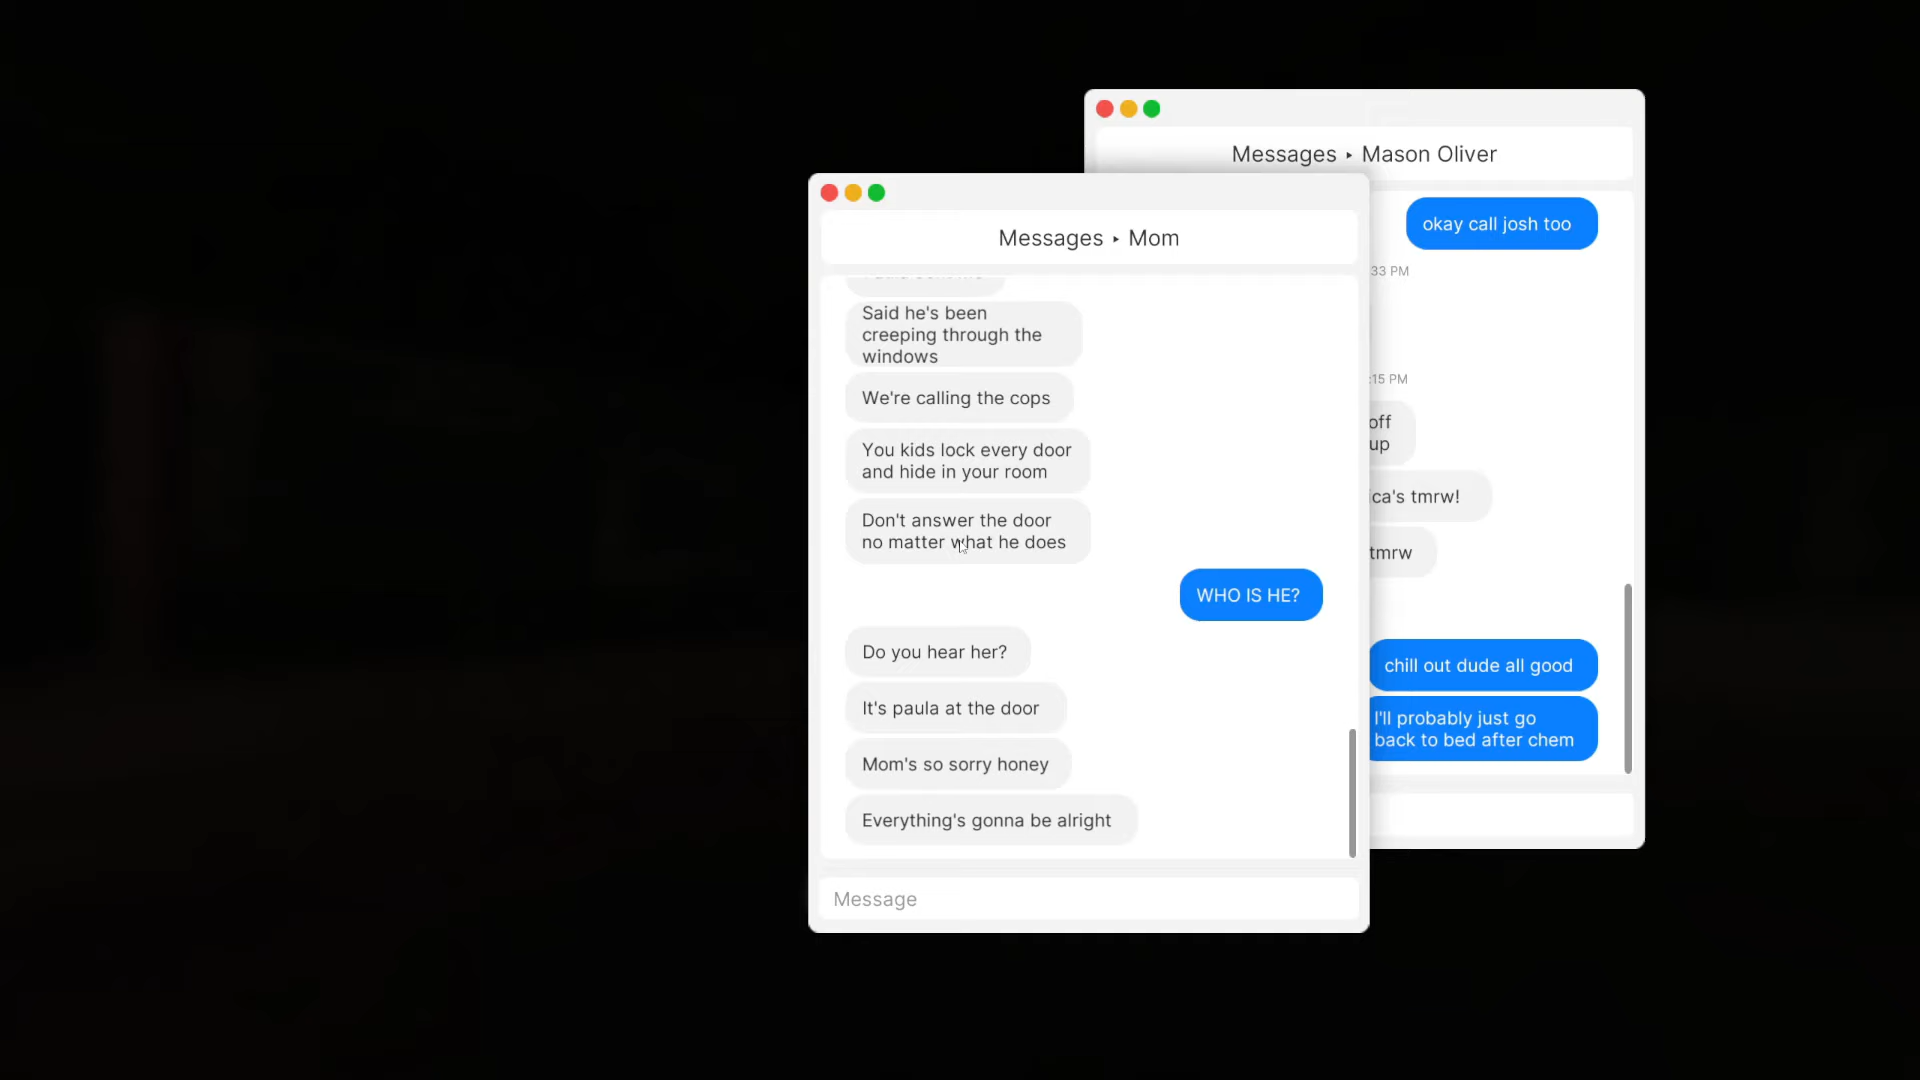 Messages ‣ Mason Oliver
okay call josh too
33 PM
:15 PM
off
up
ica's tmrw!
tmrw
chill out dude all good
I'll probably just go
back to bed after chem
Messages ‣ Mom
Said he's been
creeping through the
windows
We're calling the cops
You kids lock every door
and hide in your room
Don't answer the door
no matter what he does
WHO IS HE?
Do you hear her?
It's paula at the door
Mom's so sorry honey
Everything's gonna be alright
Message